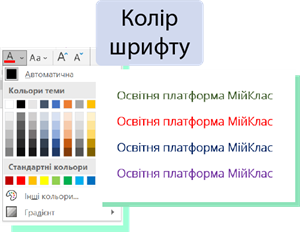 Колір
шрифту
A
Aa
A^ A˅
Автоматична
Кольори теми
Стандартні кольори
Інші кольори...
Градієнт
Освітня платформа МійКлас
Освітня платформа МійКлас
Освітня платформа МійКлас
Освітня платформа МійКлас